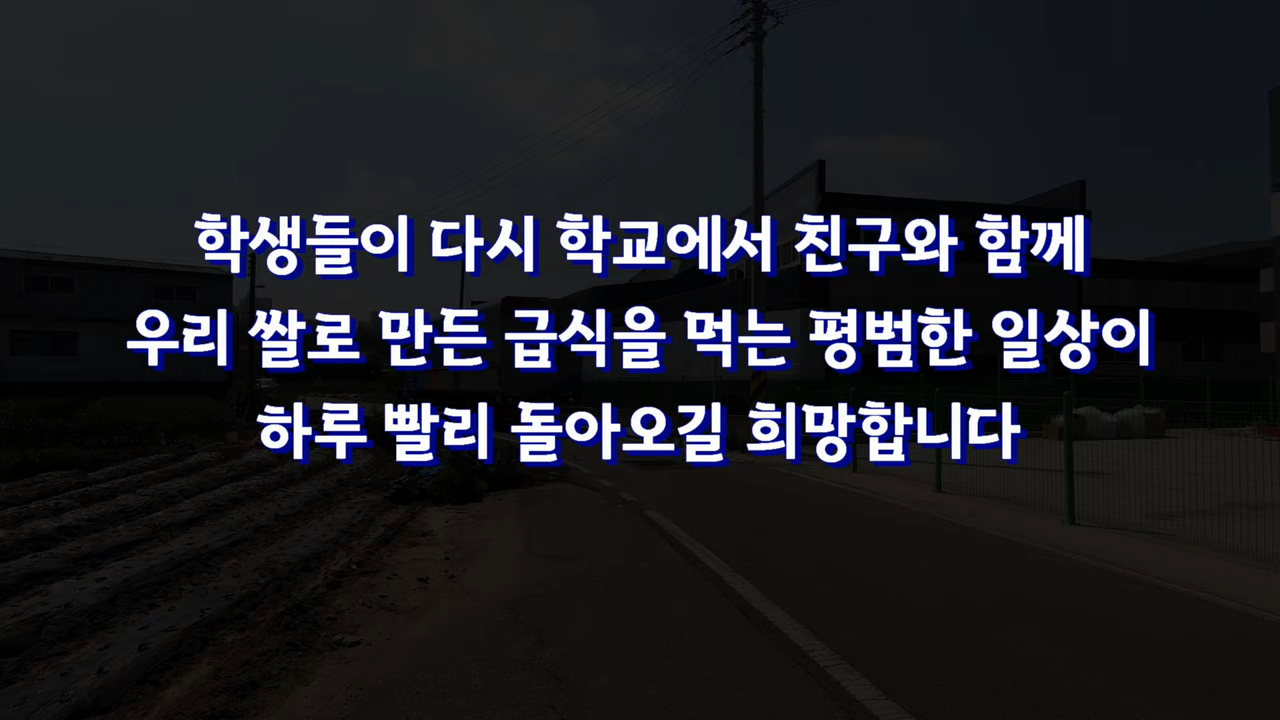 학생들이 다시 학교에서 친구와 함께
우리 쌀로 만든 급식을 먹는 평범한 일상이
하루 빨리 돌아오길 희망합니다